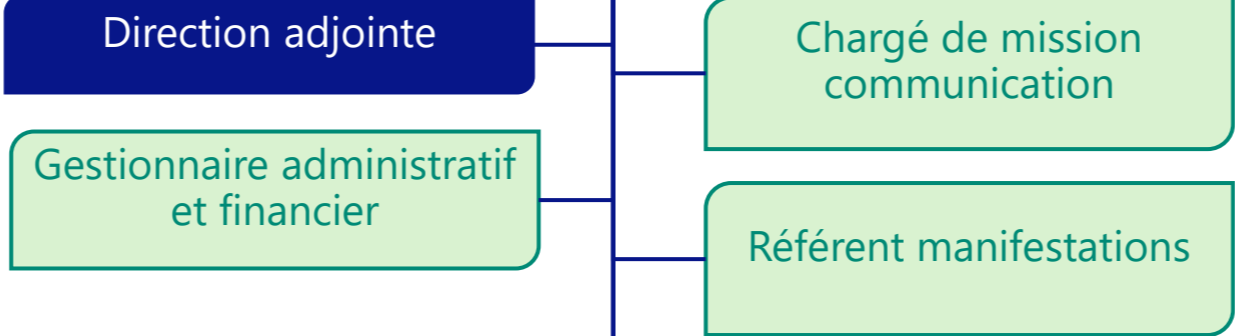 Direction adjointe
Chargé de mission
communication
Gestionnaire administratif
et financier
Référent manifestations